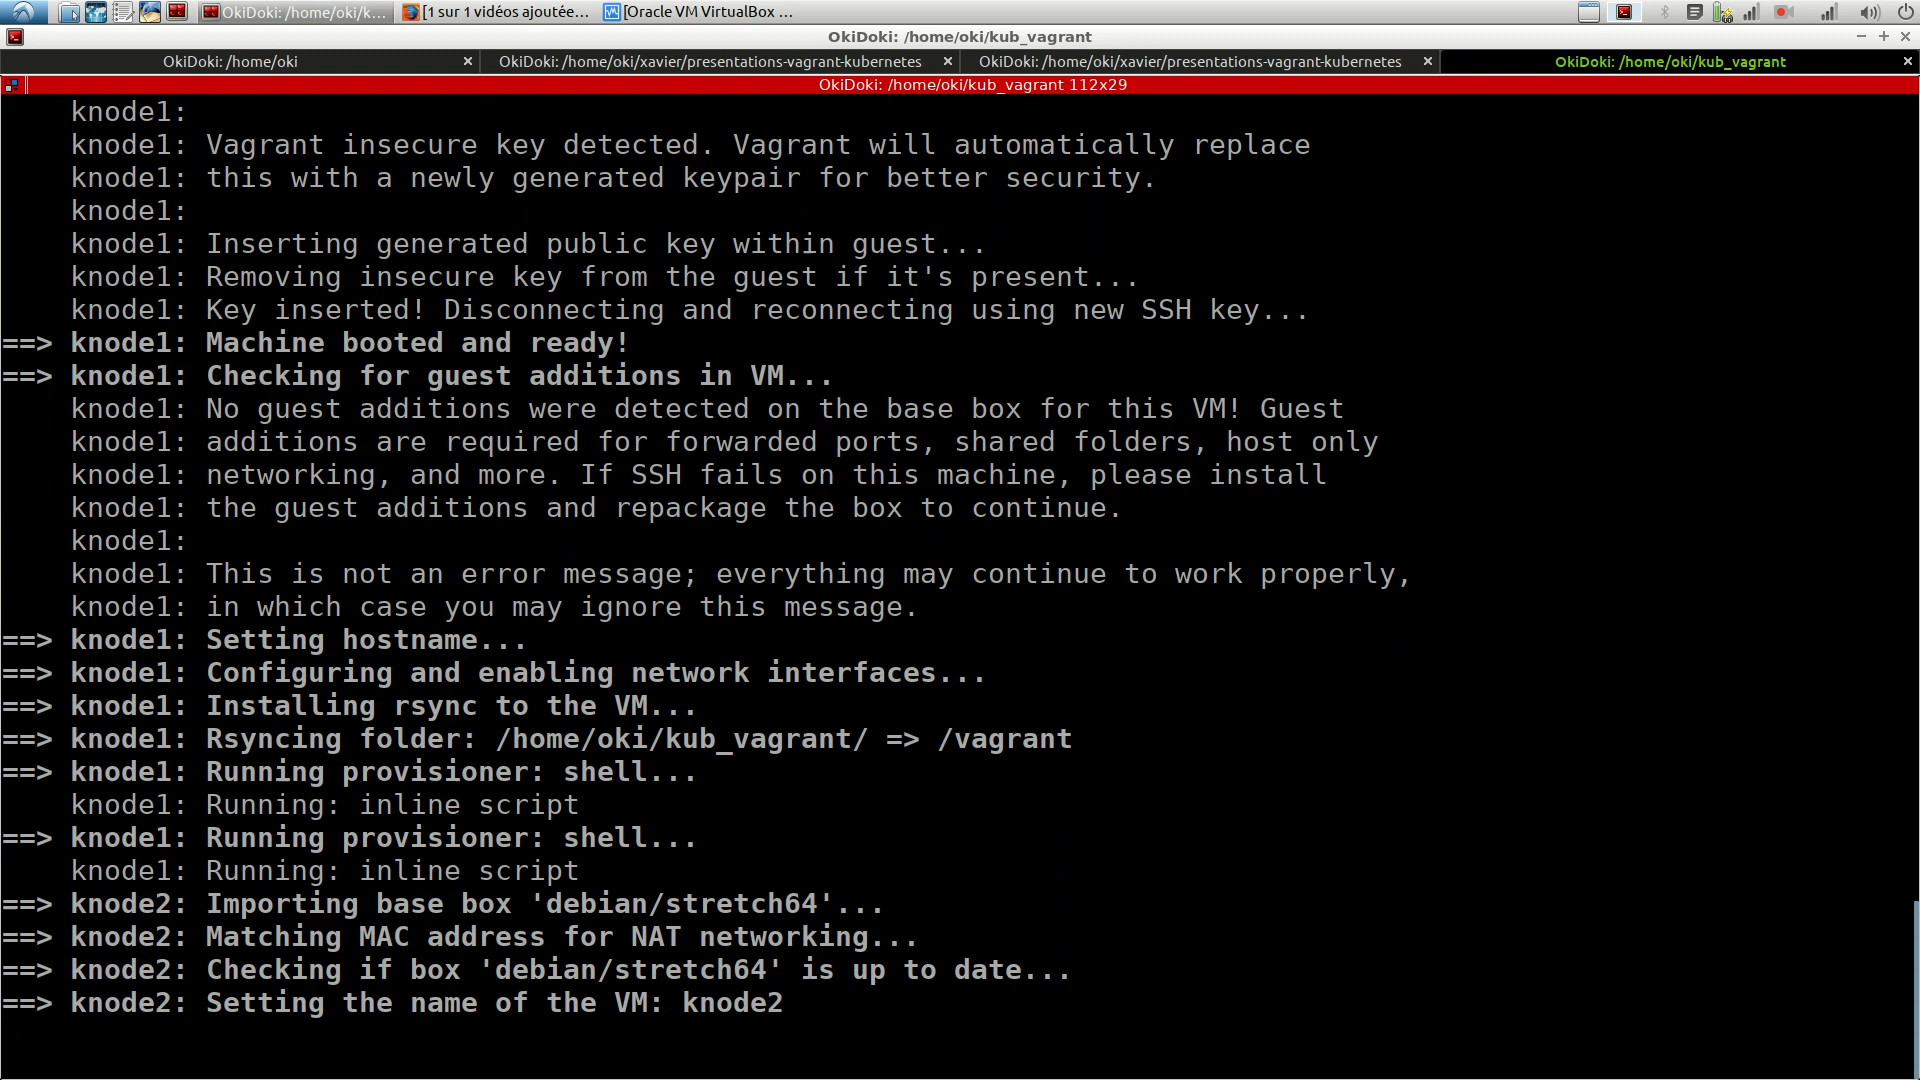 OkiDoki: /home/oki/k...
[1 sur 1 vidéos ajoutée...
[Oracle VM VirtualBox ...
OkiDoki: /home/oki/kub_vagrant
OkiDoki: /home/oki
OkiDoki: /home/oki/xavier/presentations-vagrant-kubernetes
OkiDoki: /home/oki/xavier/presentations-vagrant-kubernetes
OkiDoki: /home/oki/kub_vagrant
OkiDoki: /home/oki/kub_vagrant 112x29
knode1:
knode1: Vagrant insecure key detected. Vagrant will automatically replace
knode1: this with a newly generated keypair for better security.
knode1:
knode1: Inserting generated public key within guest...
knode1: Removing insecure key from the guest if it's present...
knode1: Key inserted! Disconnecting and reconnecting using new SSH key...
==> knode1: Machine booted and ready!
==> knode1: Checking for guest additions in VM...
knode1: No guest additions were detected on the base box for this VM! Guest
knode1: additions are required for forwarded ports, shared folders, host only
knode1: networking, and more. If SSH fails on this machine, please install
knode1: the guest additions and repackage the box to continue.
knode1:
knode1: This is not an error message; everything may continue to work properly,
knode1: in which case you may ignore this message.
==> knode1: Setting hostname...
==> knode1: Configuring and enabling network interfaces...
==> knode1: Installing rsync to the VM...
==> knode1: Rsyncing folder: /home/oki/kub_vagrant/ => /vagrant
==> knode1: Running provisioner: shell...
knode1: Running: inline script
==> knode1: Running provisioner: shell...
knode1: Running: inline script
==> knode2: Importing base box 'debian/stretch64'...
==> knode2: Matching MAC address for NAT networking...
==> knode2: Checking if box 'debian/stretch64' is up to date...
==> knode2: Setting the name of the VM: knode2